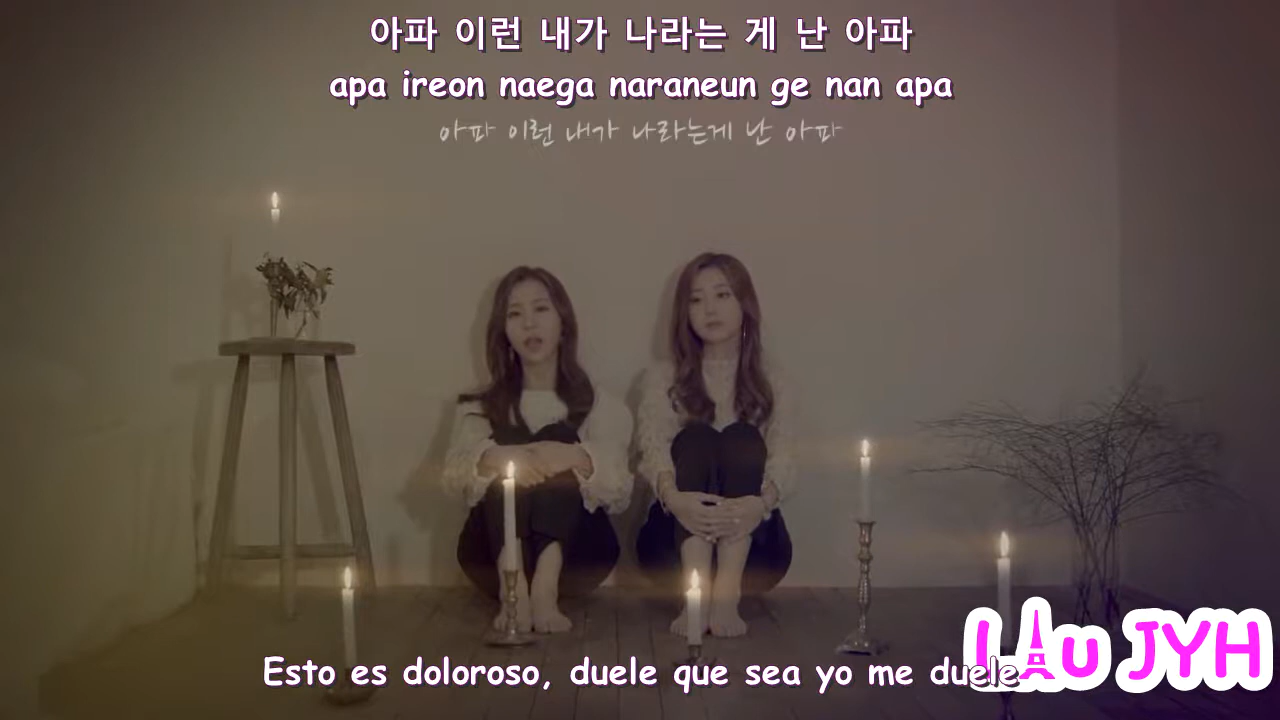 아파 이런 내가 나라는 게 난 아파
apa ireon naega naraneun ge nan apa
아파 이런 내가 나라는게 난 아파
Esto es doloroso, duele que sea yo me duele
Lau JYH